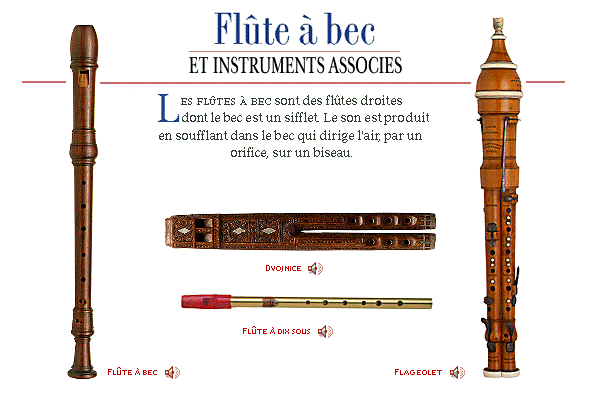 Flûte à bec
ET INSTRUMENTS ASSOCIES
LES FLÛTES À BEC sont des flûtes droites
dont le bec est un sifflet. Le son est produit
en soufflant dans le bec qui dirige l'air, par un
orifice, sur un biseau.
DVOJNICE
FLÛTE À DIX SOUS
FLÛTE À BEC
FLAGEOLET